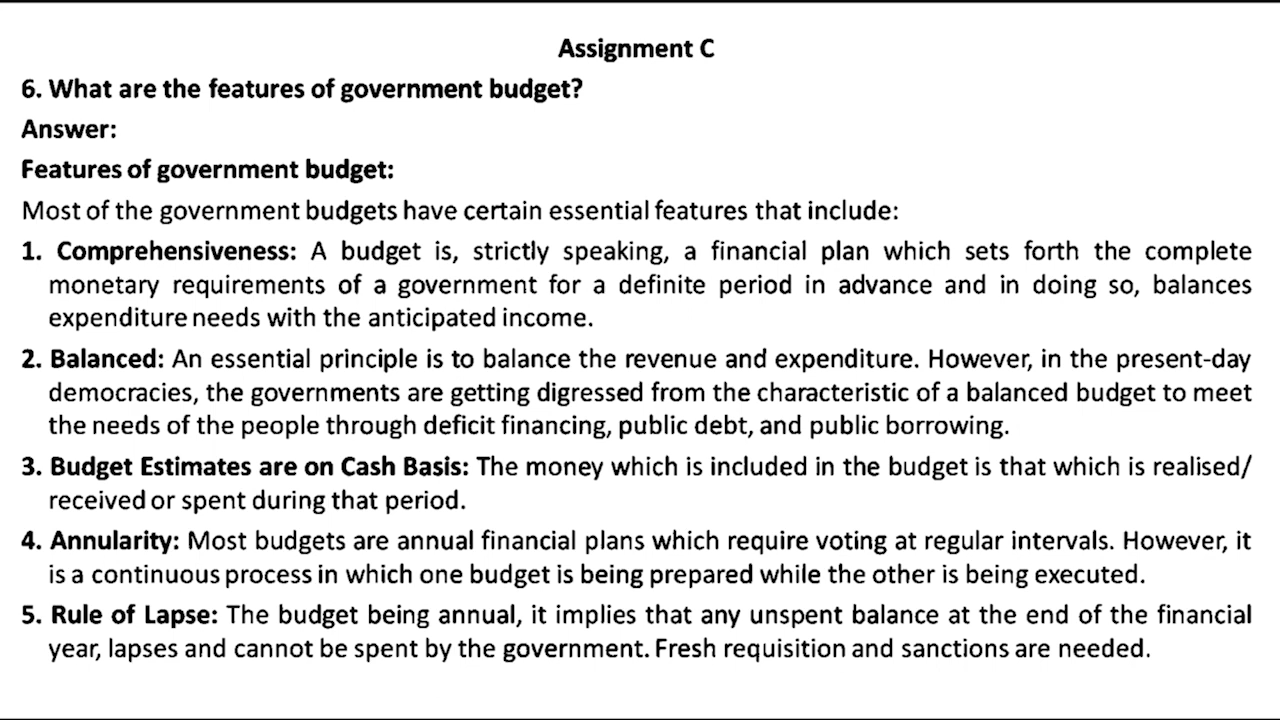 Assignment C
6. What are the features of government budget?
Answer:
Features of government budget:
Most of the government budgets have certain essential features that include:
1. Comprehensiveness: A budget is, strictly speaking, a financial plan which sets forth the complete
monetary requirements of a government for a definite period in advance and in doing so, balances
expenditure needs with the anticipated income.
2. Balanced: An essential principle is to balance the revenue and expenditure. However, in the present-day
democracies, the governments are getting digressed from the characteristic of a balanced budget to meet
the needs of the people through deficit financing, public debt, and public borrowing.
3. Budget Estimates are on Cash Basis: The money which is included in the budget is that which is realised/
received or spent during that period.
4. Annularity: Most budgets are annual financial plans which require voting at regular intervals. However, it
is a continuous process in which one budget is being prepared while the other is being executed.
5. Rule of Lapse: The budget being annual, it implies that any unspent balance at the end of the financial
year, lapses and cannot be spent by the government. Fresh requisition and sanctions are needed.